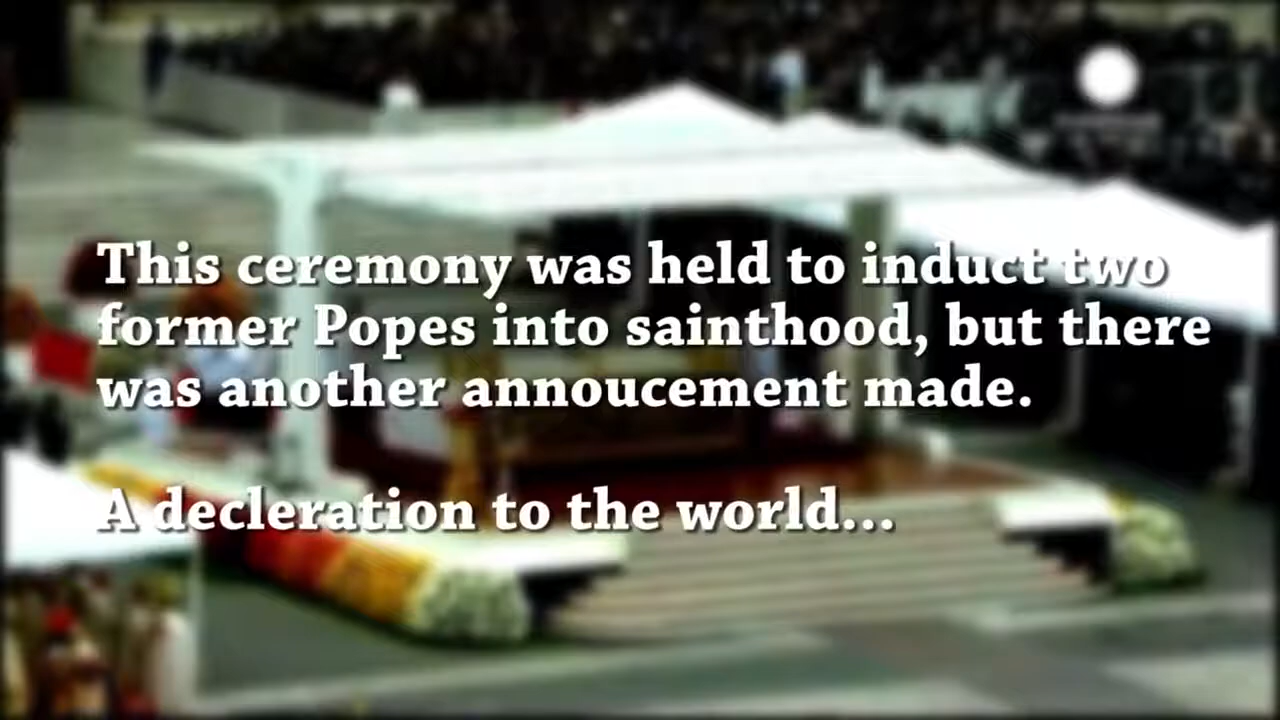 This ceremony was held to induct two
former Popes into sainthood, but there
was another annoucement made.
A decleration to the world...